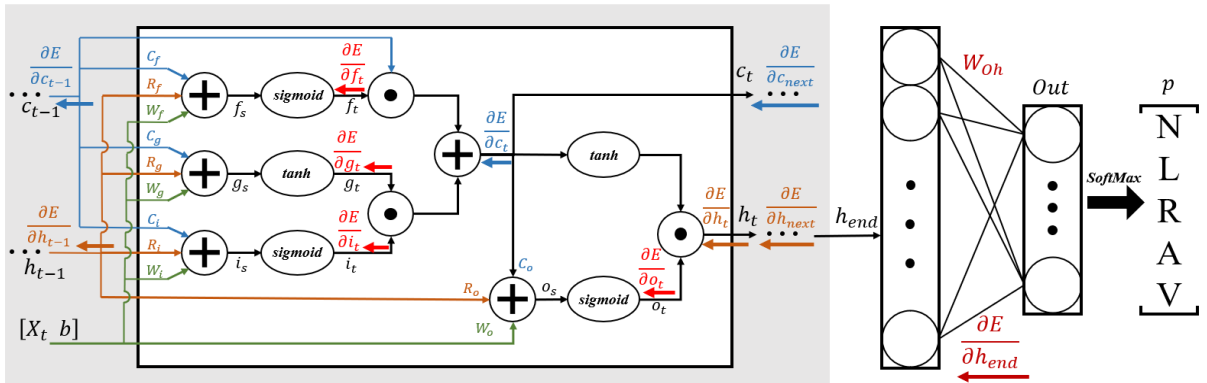 ∂E/∂c_{t-1}
c_{t-1}
∂E/∂h_{t-1}
h_{t-1}
[X_t b]
C_f
R_f
W_f
f_s
sigmoid
∂E/∂f_t
f_t
C_g
R_g
W_g
g_s
tanh
∂E/∂g_t
g_t
C_i
R_i
W_i
i_s
sigmoid
∂E/∂i_t
i_t
∂E/∂c_t
tanh
C_o
R_o
W_o
o_s
sigmoid
∂E/∂o_t
o_t
c_t
∂E/∂c_{next}
∂E/∂h_t
h_t
∂E/∂h_{next}
h_{end}
W_{Oh}
∂E/∂h_{end}
Out
SoftMax
p
N
L
R
A
V